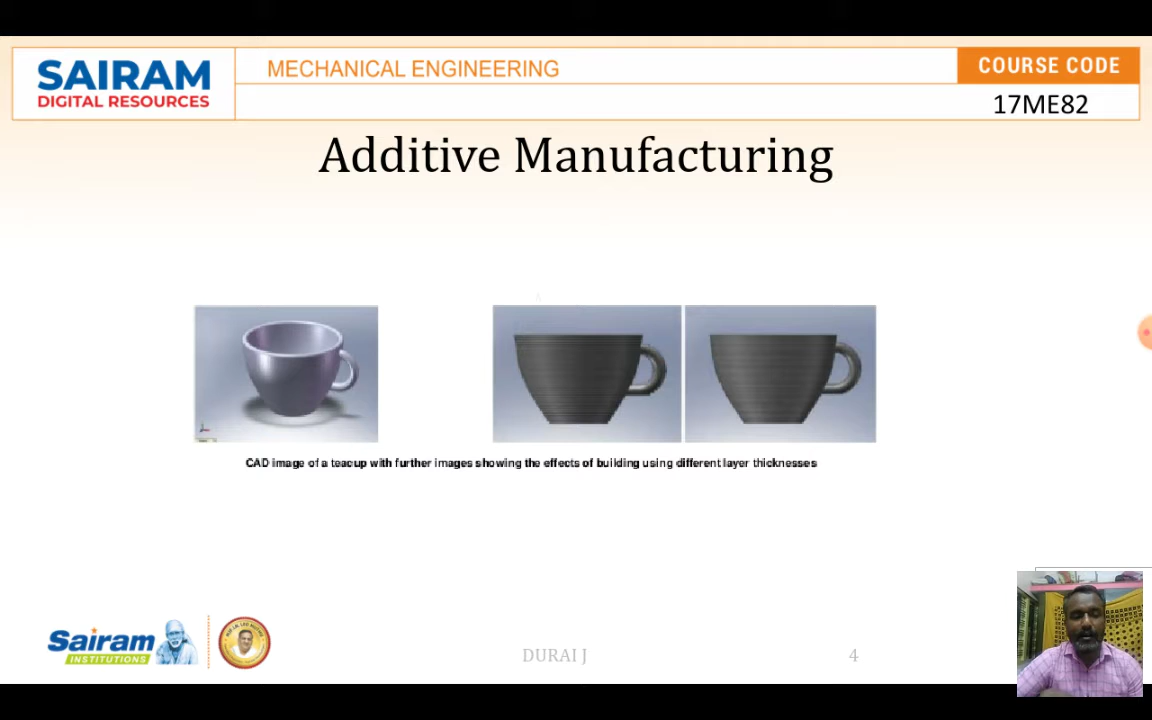 SAIRAM
DIGITAL RESOURCES
MECHANICAL ENGINEERING
COURSE CODE
17ME82
Additive Manufacturing
CAD image of a teacup with further images showing the effects of building using different layer thicknesses
Sairam
INSTITUTIONS
DURAI J
4